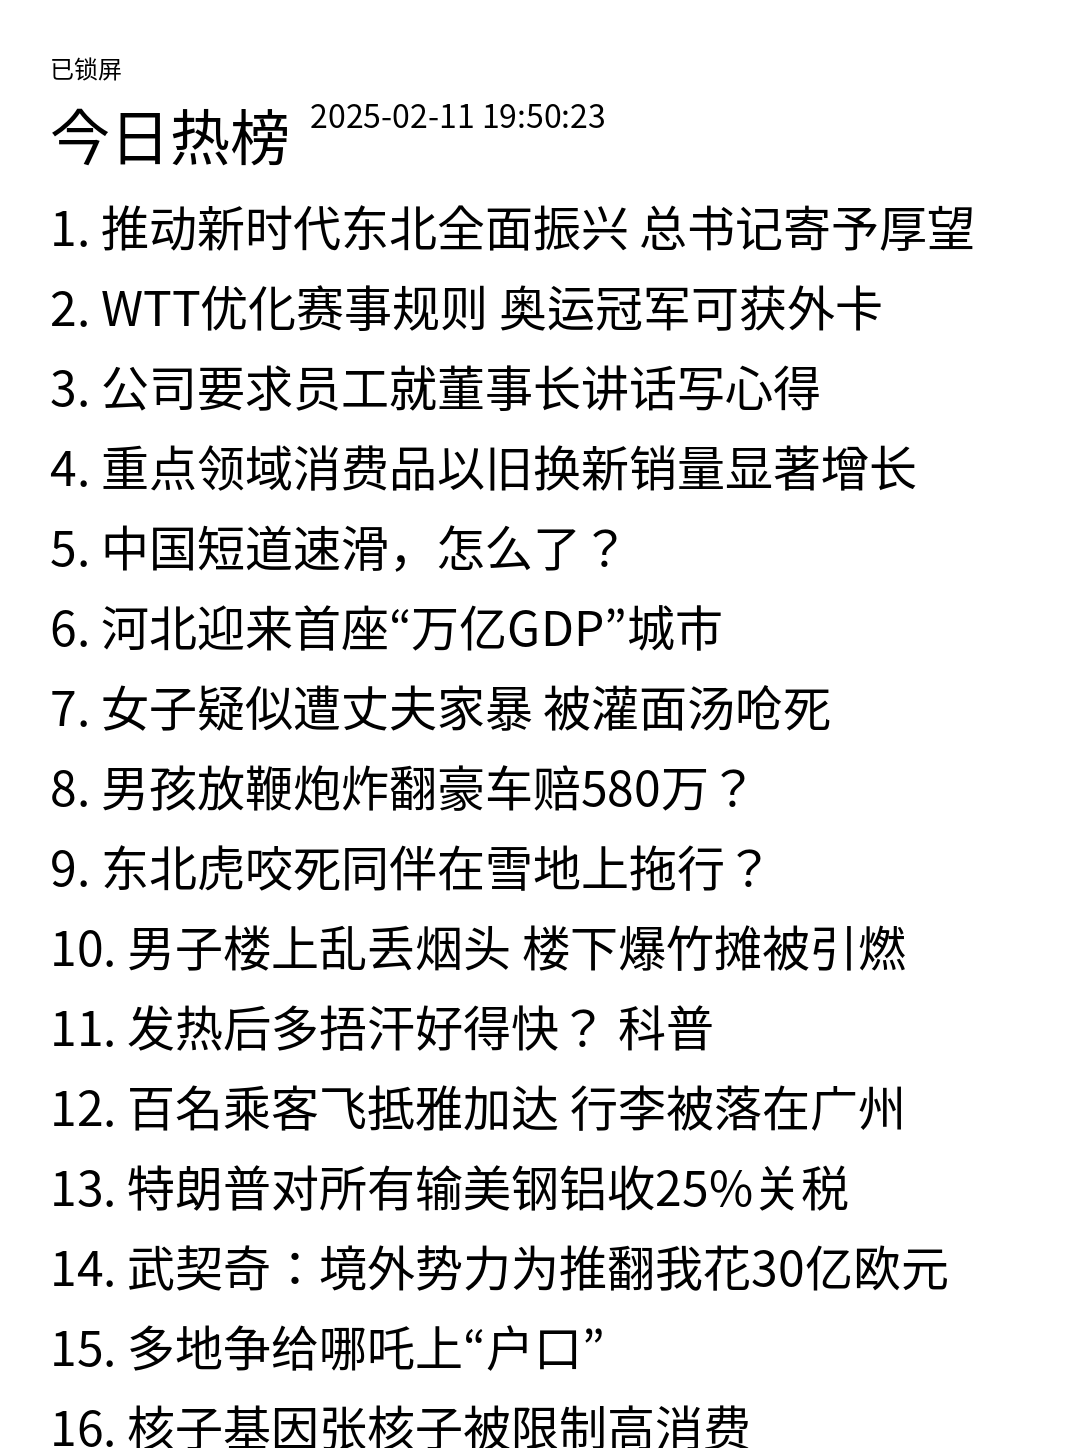 已锁屏
今日热榜 2025-02-11 19:50:23
1. 推动新时代东北全面振兴 总书记寄予厚望
2. WTT优化赛事规则 奥运冠军可获外卡
3. 公司要求员工就董事长讲话写心得
4. 重点领域消费品以旧换新销量显著增长
5. 中国短道速滑，怎么了？
6. 河北迎来首座“万亿GDP”城市
7. 女子疑似遭丈夫家暴 被灌面汤呛死
8. 男孩放鞭炮炸翻豪车赔580万？
9. 东北虎咬死同伴在雪地上拖行？
10. 男子楼上乱丢烟头 楼下爆竹摊被引燃
11. 发热后多捂汗好得快？ 科普
12. 百名乘客飞抵雅加达 行李被落在广州
13. 特朗普对所有输美钢铝收25%关税
14. 武契奇：境外势力为推翻我花30亿欧元
15. 多地争给哪吒上“户口”
16. 核子基因张核子被限制高消费